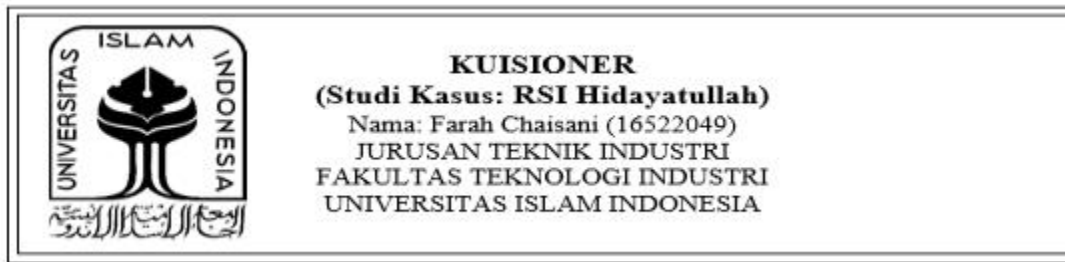 ISLAM
UNIVERSITAS
INDONESIA
KUISIONER
(Studi Kasus: RSI Hidayatullah)
Nama: Farah Chaisani (16522049)
JURUSAN TEKNIK INDUSTRI
FAKULTAS TEKNOLOGI INDUSTRI
UNIVERSITAS ISLAM INDONESIA